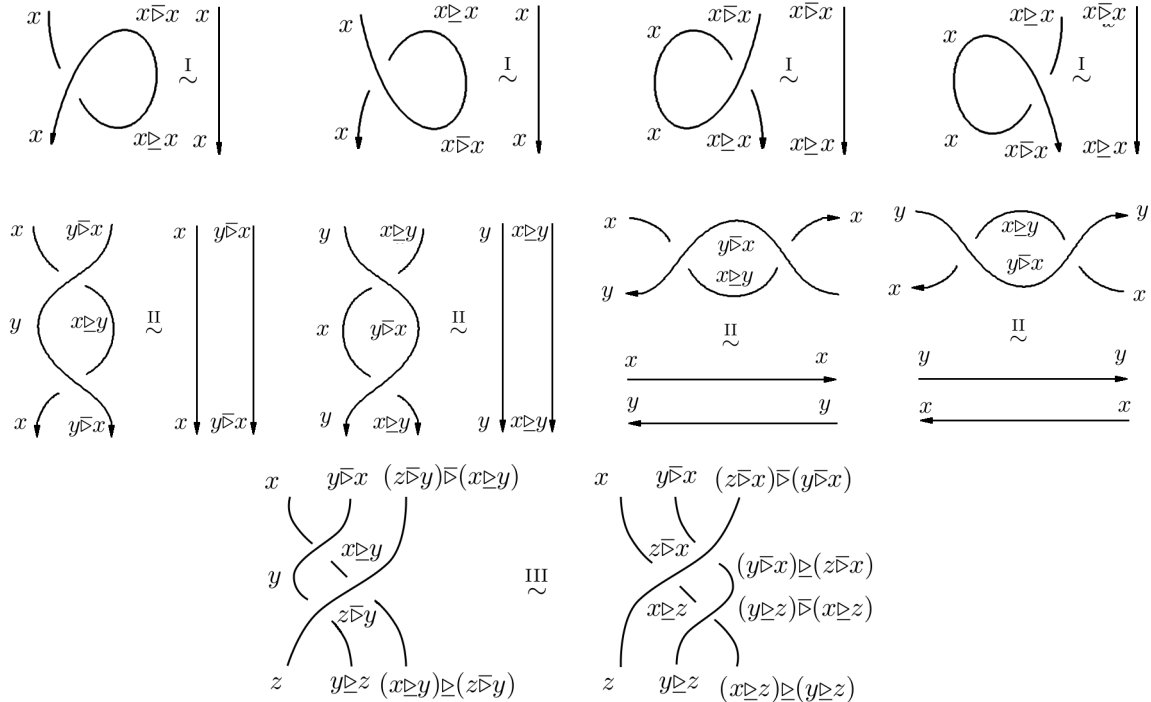 x x▷̅x x
I
∼
x x▷̲x x
x x▷̲x x
I
∼
x x▷̅x x
x x▷̅x x▷̅x
I
∼
x x▷̲x x▷̲x
x x▷̲x x▷̅x
I
∼
x x▷̅x x▷̲x
x y▷̅x x y▷̅x
y x▷̲y
II
∼
x y▷̅x x y▷̅x
y x▷̲y y x▷̲y
x y▷̅x
II
∼
y x▷̲y y x▷̲y
x x
y▷̅x
x▷̲y
y
II
∼
x x
y y
y y
x▷̲y
y▷̅x
x x
II
∼
y y
x x
x y▷̅x (z▷̅y)▷̅(x▷̲y)
x▷̲y
y
z▷̅y
z y▷̲z (x▷̲y)▷̲(z▷̅y)
III
∼
x y▷̅x (z▷̅x)▷̅(y▷̅x)
z▷̅x
(y▷̅x)▷̲(z▷̅x)
x▷̲z (y▷̲z)▷̅(x▷̲z)
z y▷̲z (x▷̲z)▷̲(y▷̲z)